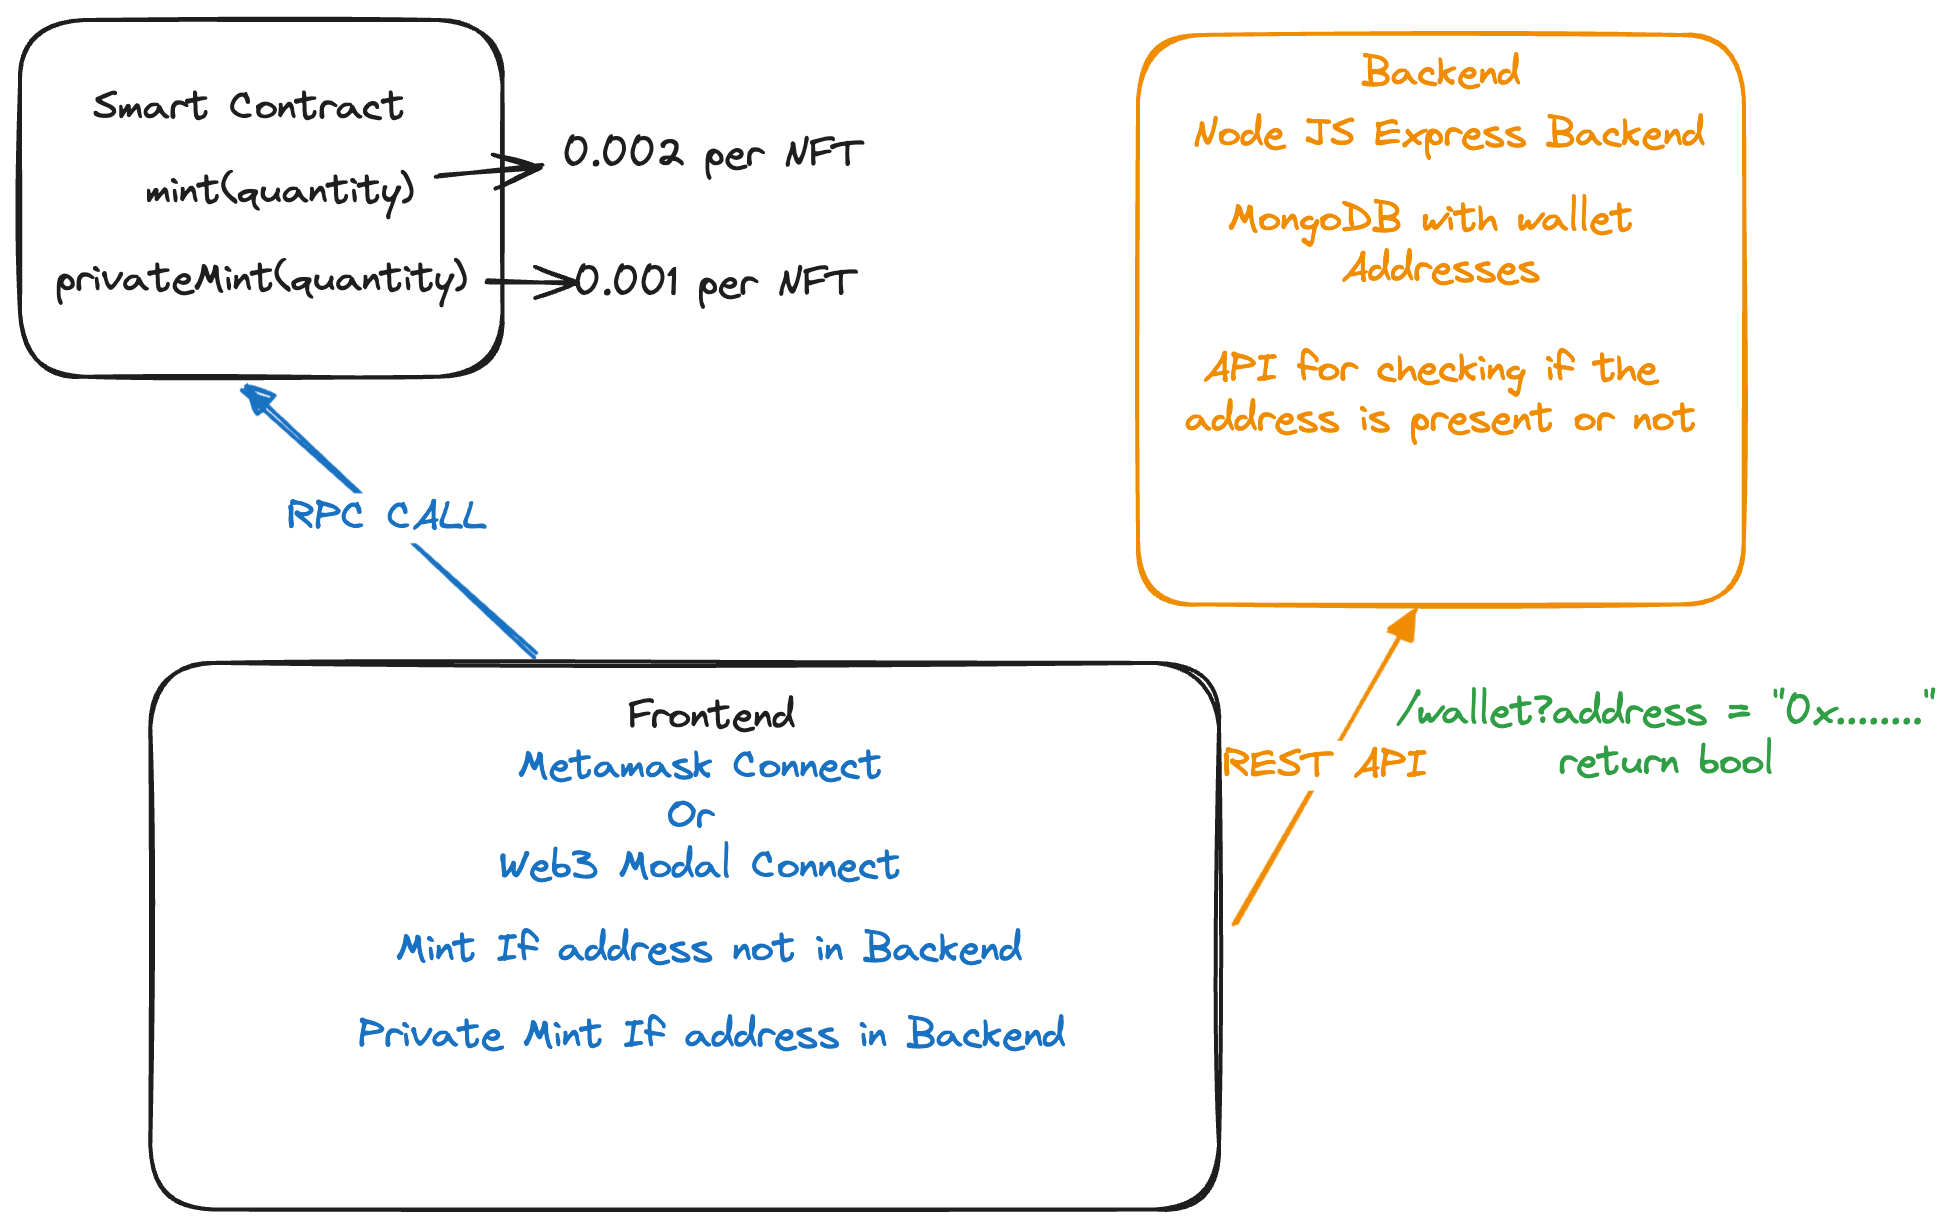 Smart Contract
mint(quantity)
0.002 per NFT
privateMint(quantity)
0.001 per NFT
Backend
Node JS Express Backend
MongoDB with wallet
Addresses
API for checking if the
address is present or not
RPC CALL
Frontend
Metamask Connect
Or
Web3 Modal Connect
Mint If address not in Backend
Private Mint If address in Backend
REST API
/wallet?address = "0x........"
return bool